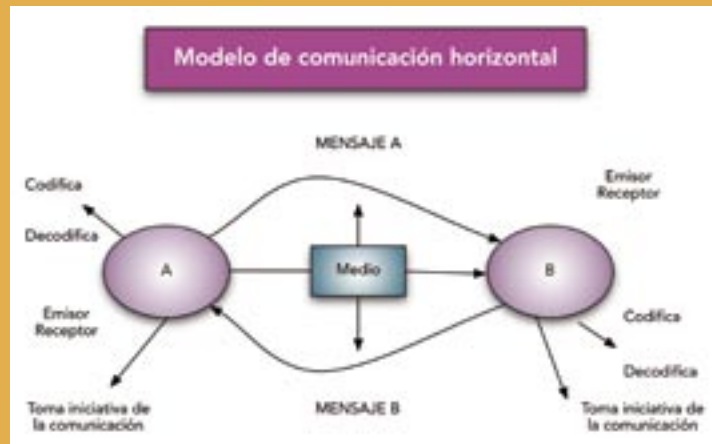 Modelo de comunicación horizontal
MENSAJE A
Codifica
Decodifica
A
Emisor
Receptor
Toma iniciativa de
la comunicación
Medio
Emisor
Receptor
B
Codifica
Decodifica
Toma iniciativa de
la comunicación
MENSAJE B